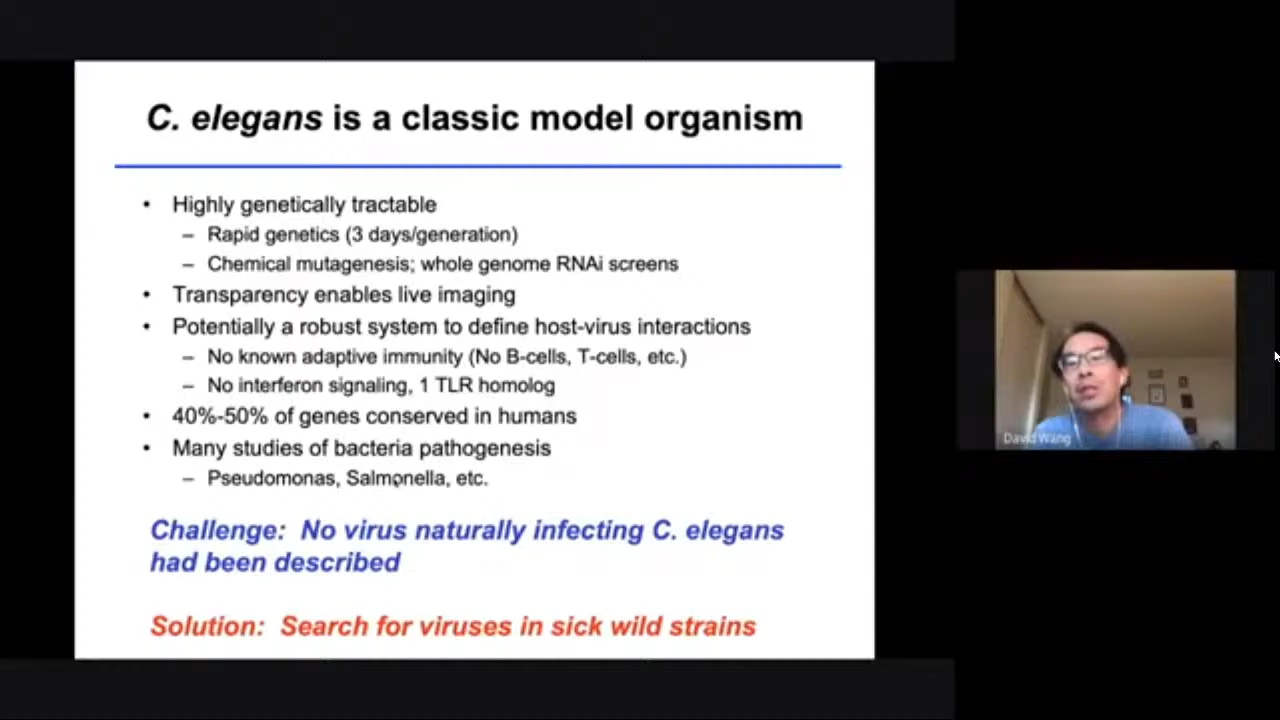 C. elegans is a classic model organism
• Highly genetically tractable
– Rapid genetics (3 days/generation)
– Chemical mutagenesis; whole genome RNAi screens
• Transparency enables live imaging
• Potentially a robust system to define host-virus interactions
– No known adaptive immunity (No B-cells, T-cells, etc.)
– No interferon signaling, 1 TLR homolog
• 40%-50% of genes conserved in humans
• Many studies of bacteria pathogenesis
– Pseudomonas, Salmonella, etc.
Challenge: No virus naturally infecting C. elegans
had been described
Solution: Search for viruses in sick wild strains
David Wang